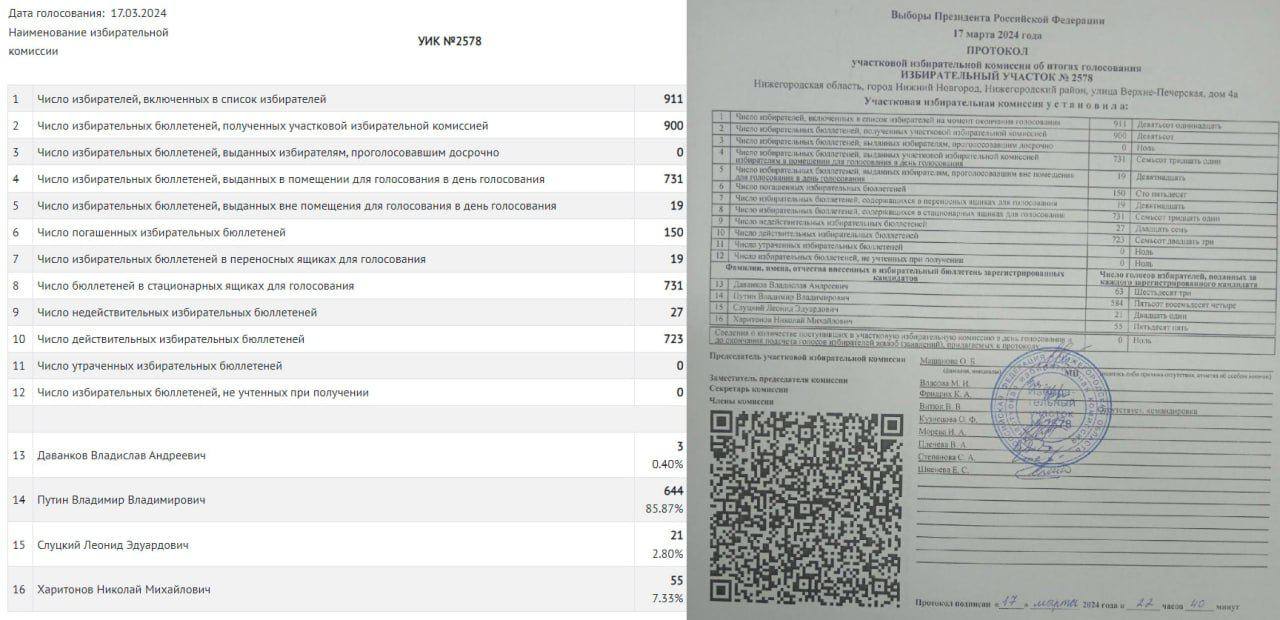 Дата голосования: 17.03.2024
Наименование избирательной
комиссии
УИК №2578
1 Число избирателей, включенных в список избирателей 911
2 Число избирательных бюллетеней, полученных участковой избирательной комиссией 900
3 Число избирательных бюллетеней, выданных избирателям, проголосовавшим досрочно 0
4 Число избирательных бюллетеней, выданных в помещении для голосования в день голосования 731
5 Число избирательных бюллетеней, выданных вне помещения для голосования в день голосования 19
6 Число погашенных избирательных бюллетеней 150
7 Число избирательных бюллетеней в переносных ящиках для голосования 19
8 Число бюллетеней в стационарных ящиках для голосования 731
9 Число недействительных избирательных бюллетеней 27
10 Число действительных избирательных бюллетеней 723
11 Число утраченных избирательных бюллетеней 0
12 Число избирательных бюллетеней, не учтенных при получении 0
13 Даванков Владислав Андреевич 3
0.40%
14 Путин Владимир Владимирович 644
85.87%
15 Слуцкий Леонид Эдуардович 21
2.80%
16 Харитонов Николай Михайлович 55
7.33%
Выборы Президента Российской Федерации
17 марта 2024 года
ПРОТОКОЛ
участковой избирательной комиссии об итогах голосования
ИЗБИРАТЕЛЬНЫЙ УЧАСТОК № 2578
Нижегородская область, город Нижний Новгород, Нижегородский район, улица Верхне-Печерская, дом 4а
Участковая избирательная комиссия установила:
1 Число избирателей, включенных в список избирателей на момент окончания голосования 911 Девятьсот одиннадцать
2 Число избирательных бюллетеней, полученных участковой избирательной комиссией 900 Девятьсот
3 Число избирательных бюллетеней, выданных избирателям, проголосовавшим досрочно 0 Ноль
4 Число избирательных бюллетеней, выданных участковой избирательной комиссией
избирателям в помещении для голосования в день голосования 731 Семьсот тридцать один
5 Число избирательных бюллетеней, выданных избирателям, проголосовавшим вне помещения
для голосования в день голосования 19 Девятнадцать
6 Число погашенных избирательных бюллетеней 150 Сто пятьдесят
7 Число избирательных бюллетеней, содержащихся в переносных ящиках для голосования 19 Девятнадцать
8 Число избирательных бюллетеней, содержащихся в стационарных ящиках для голосования 731 Семьсот тридцать один
9 Число недействительных избирательных бюллетеней 27 Двадцать семь
10 Число действительных избирательных бюллетеней 723 Семьсот двадцать три
11 Число утраченных избирательных бюллетеней 0 Ноль
12 Число избирательных бюллетеней, не учтенных при получении 0 Ноль
Фамилии, имена, отчества внесенных в избирательный бюллетень зарегистрированных
кандидатов
Число голосов избирателей, поданных за
каждого зарегистрированного кандидата
13 Даванков Владислав Андреевич 63 Шестьдесят три
14 Путин Владимир Владимирович 584 Пятьсот восемьдесят четыре
15 Слуцкий Леонид Эдуардович 21 Двадцать один
16 Харитонов Николай Михайлович 55 Пятьдесят пять
Сведения о количестве поступивших в участковую избирательную комиссию в день голосования и
до окончания подсчета голосов избирателей жалоб (заявлений), прилагаемых к протоколу 0 Ноль
Председатель участковой избирательной комиссии Машанова О. Б.
МП
Заместитель председателя комиссии Власова М. И.
Секретарь комиссии Фридрих К. А.
Члены комиссии Витюк В. В. Отсутствует, командировка
Кузнецова О. Ф.
Морева И. А.
Плечева В. А.
Степанова С. А.
Швенева Е. С.
Протокол подписан « 17 » марта 2024 года в 22 часов 40 минут